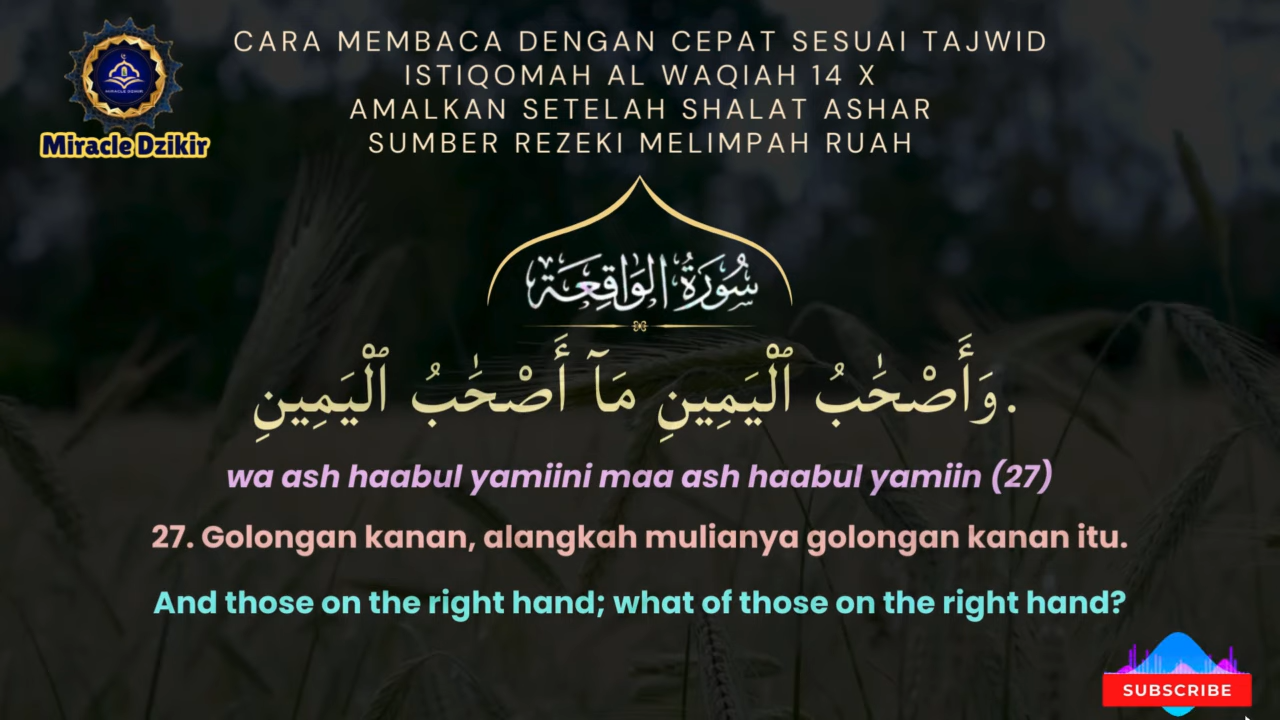 CARA MEMBACA DENGAN CEPAT SESUAI TAJWID
ISTIQOMAH AL WAQIAH 14 X
AMALKAN SETELAH SHALAT ASHAR
SUMBER REZEKI MELIMPAH RUAH
MIRACLE DZIKIR
Miracle Dzikir
سُورَةُ الوَاقِعَة
وَأَصْحَٰبُ ٱلْيَمِينِ مَآ أَصْحَٰبُ ٱلْيَمِينِ.
wa ash haabul yamiini maa ash haabul yamiin (27)
27. Golongan kanan, alangkah mulianya golongan kanan itu.
And those on the right hand; what of those on the right hand?
SUBSCRIBE